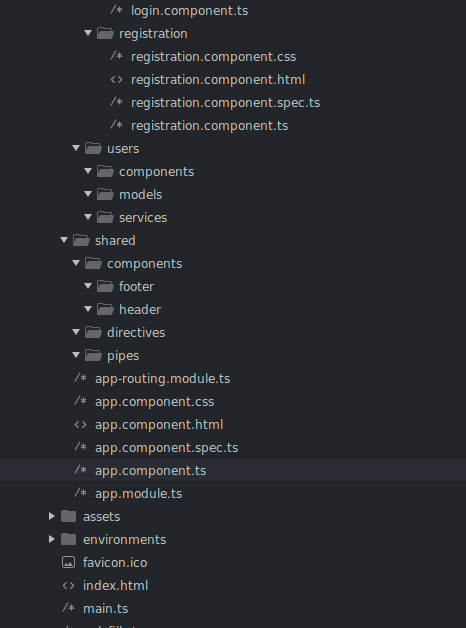 login.component.ts
registration
registration.component.css
registration.component.html
registration.component.spec.ts
registration.component.ts
users
components
models
services
shared
components
footer
header
directives
pipes
app-routing.module.ts
app.component.css
app.component.html
app.component.spec.ts
app.component.ts
app.module.ts
assets
environments
favicon.ico
index.html
main.ts